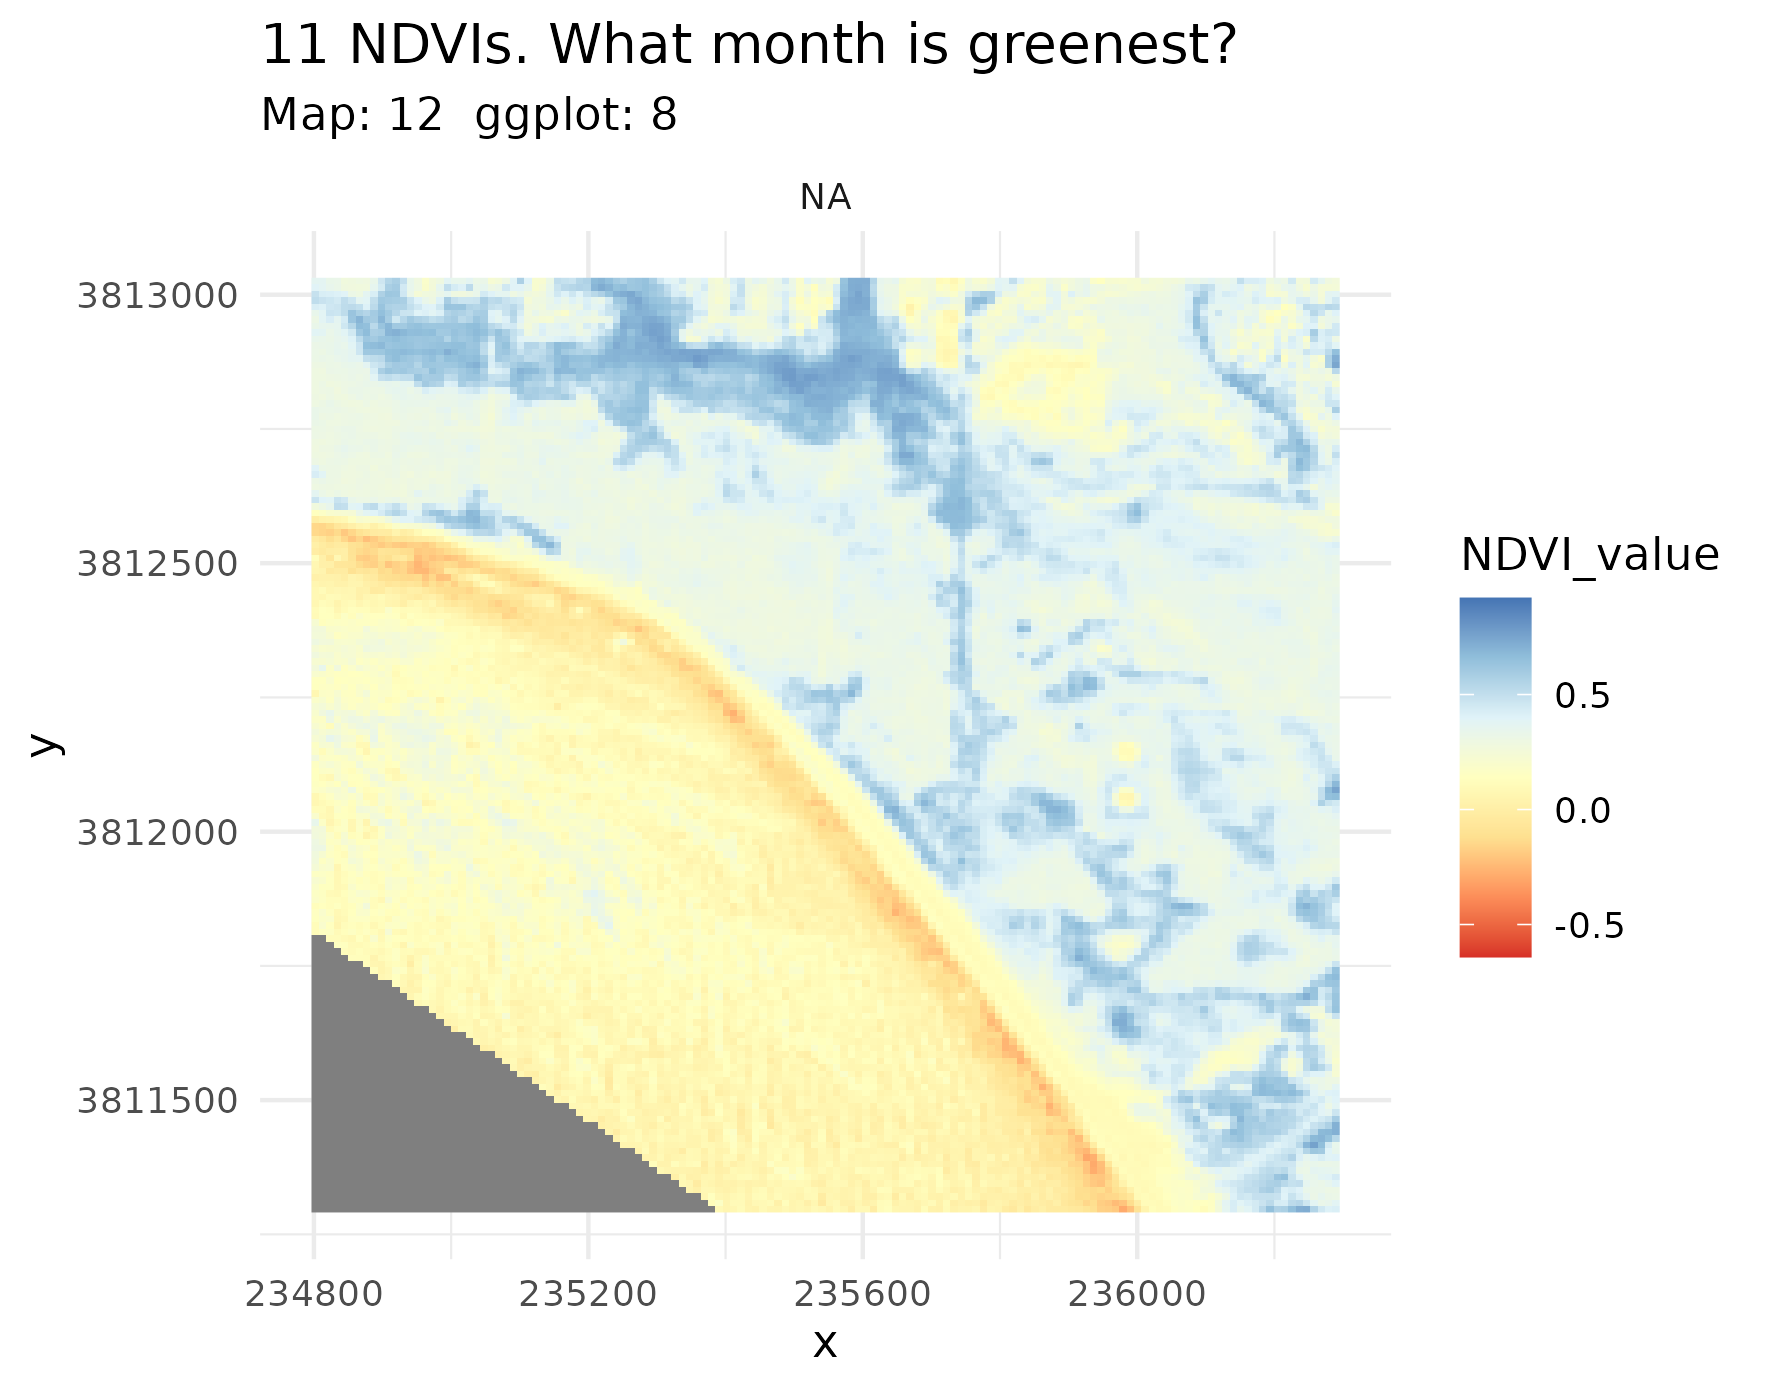 11 NDVIs. What month is greenest?
Map: 12  ggplot: 8
NA
3813000
3812500
3812000
3811500
y
234800 235200 235600 236000
x
NDVI_value
0.5
0.0
-0.5